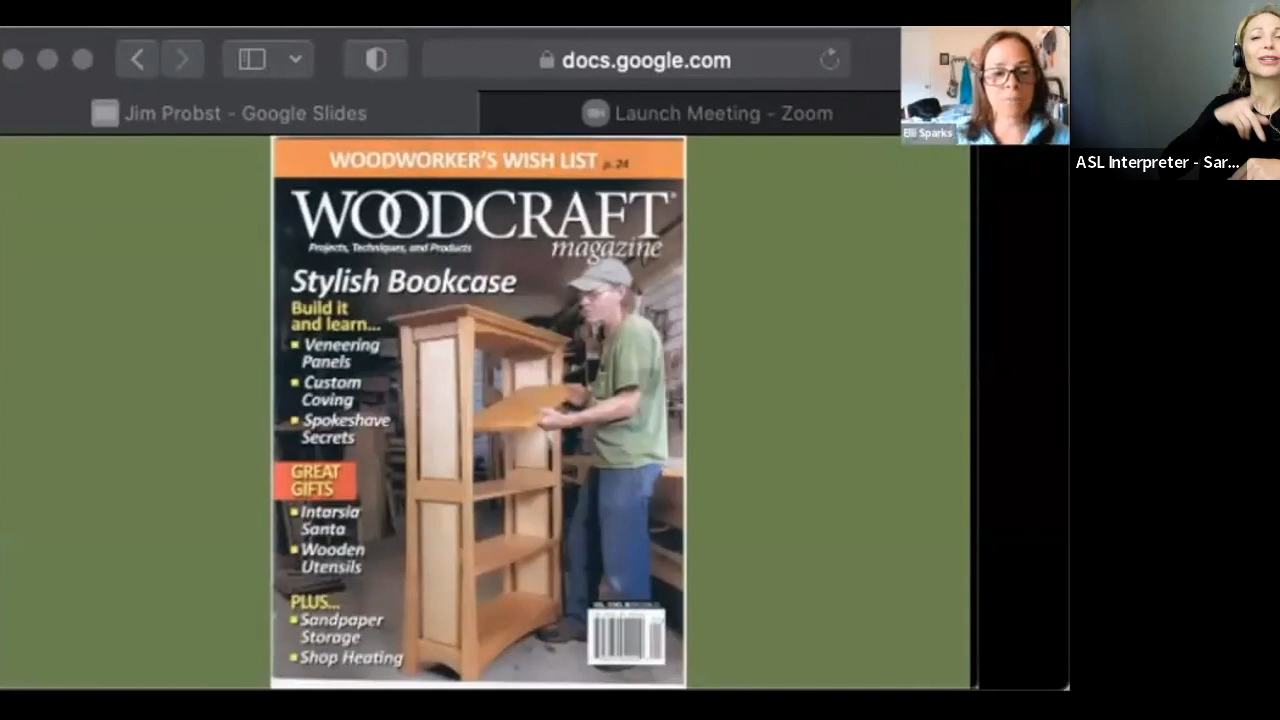 docs.google.com
Jim Probst - Google Slides
Launch Meeting - Zoom
Elli Sparks
ASL Interpreter - Sar...
WOODWORKER'S WISH LIST p. 24
WOODCRAFT
Projects, Techniques, and Products
magazine
Stylish Bookcase
Build it
and learn...
Veneering
Panels
Custom
Coving
Spokeshave
Secrets
GREAT
GIFTS
Intarsia
Santa
Wooden
Utensils
PLUS...
Sandpaper
Storage
Shop Heating